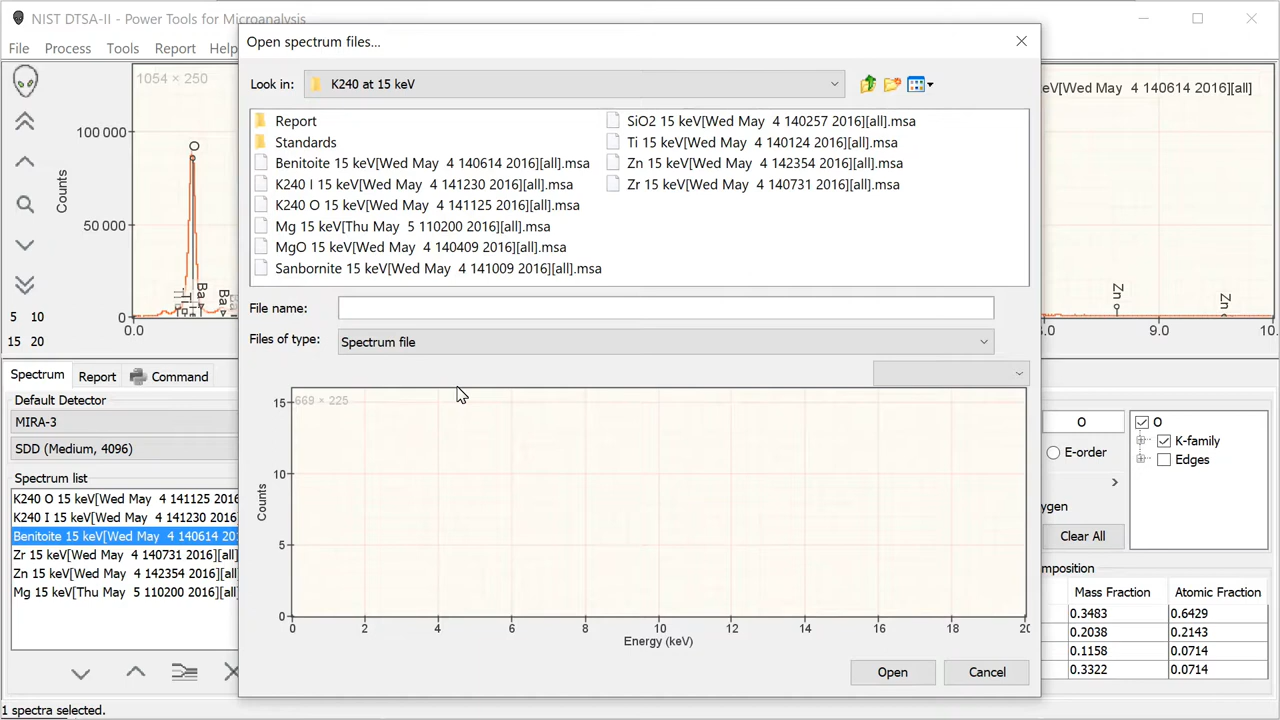 NIST DTSA-II - Power Tools for Microanalysis
File Process Tools Report Help
1054 × 250
100 000
50 000
0
Counts
0.0
O
Ba
Ba
Ti
5 10
15 20
eV[Wed May 4 140614 2016][all]
Zn
Zn
8.0 9.0 10.
Open spectrum files...
Look in: K240 at 15 keV
Report
Standards
Benitoite 15 keV[Wed May 4 140614 2016][all].msa
K240 I 15 keV[Wed May 4 141230 2016][all].msa
K240 O 15 keV[Wed May 4 141125 2016][all].msa
Mg 15 keV[Thu May 5 110200 2016][all].msa
MgO 15 keV[Wed May 4 140409 2016][all].msa
Sanbornite 15 keV[Wed May 4 141009 2016][all].msa
SiO2 15 keV[Wed May 4 140257 2016][all].msa
Ti 15 keV[Wed May 4 140124 2016][all].msa
Zn 15 keV[Wed May 4 142354 2016][all].msa
Zr 15 keV[Wed May 4 140731 2016][all].msa
File name:
Files of type: Spectrum file
669 × 225
15
10
5
0
Counts
0 2 4 6 8 10 12 14 16 18 20
Energy (keV)
Open Cancel
Spectrum Report Command
Default Detector
MIRA-3
SDD (Medium, 4096)
Spectrum list
K240 O 15 keV[Wed May 4 141125 2016
K240 I 15 keV[Wed May 4 141230 2016]
Benitoite 15 keV[Wed May 4 140614 20
Zr 15 keV[Wed May 4 140731 2016][all]
Zn 15 keV[Wed May 4 142354 2016][all]
Mg 15 keV[Thu May 5 110200 2016][all]
O
E-order
ygen
Clear All
O
K-family
Edges
mposition
Mass Fraction Atomic Fraction
0.3483 0.6429
0.2038 0.2143
0.1158 0.0714
0.3322 0.0714
1 spectra selected.